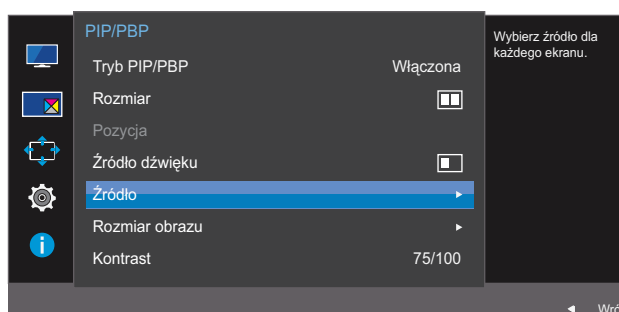 PIP/PBP
Tryb PIP/PBP Włączona
Rozmiar
Pozycja
Źródło dźwięku
Źródło
Rozmiar obrazu
Kontrast 75/100
Wybierz źródło dla
każdego ekranu.